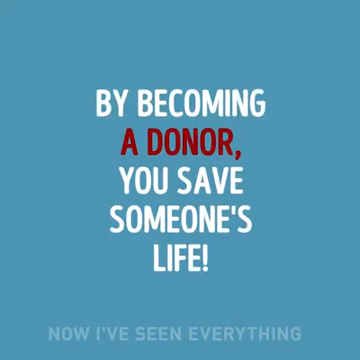 BY BECOMING
A DONOR,
YOU SAVE
SOMEONE'S
LIFE!
NOW I'VE SEEN EVERYTHING